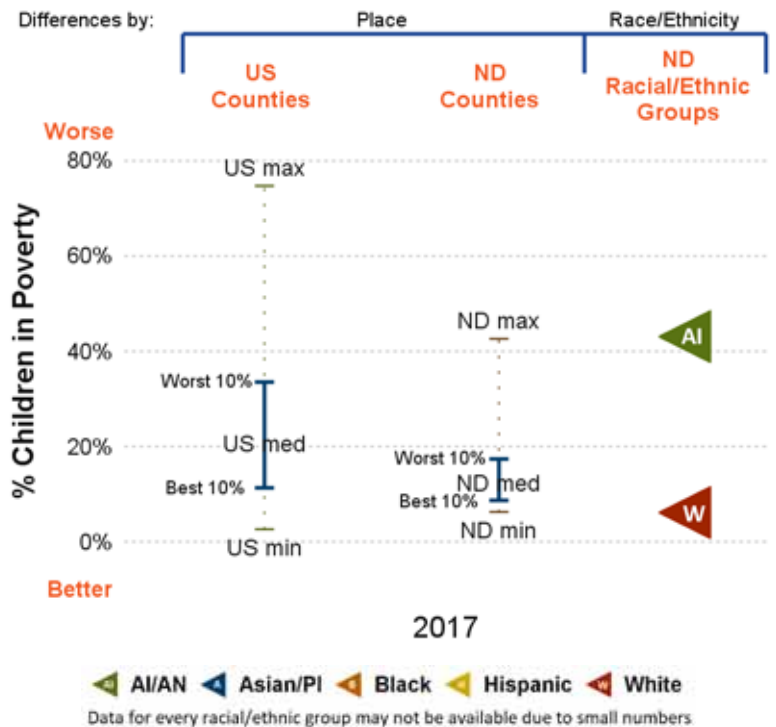 Differences by: Place Race/Ethnicity
US Counties
ND Counties
ND Racial/Ethnic Groups
Worse
80%
US max
60%
ND max
40%
AI
Worst 10%
US med
20%
Worst 10%
ND med
Best 10%
Best 10%
W
0%
US min
ND min
% Children in Poverty
Better
2017
AI AI/AN A Asian/PI B Black H Hispanic W White
Data for every racial/ethnic group may not be available due to small numbers